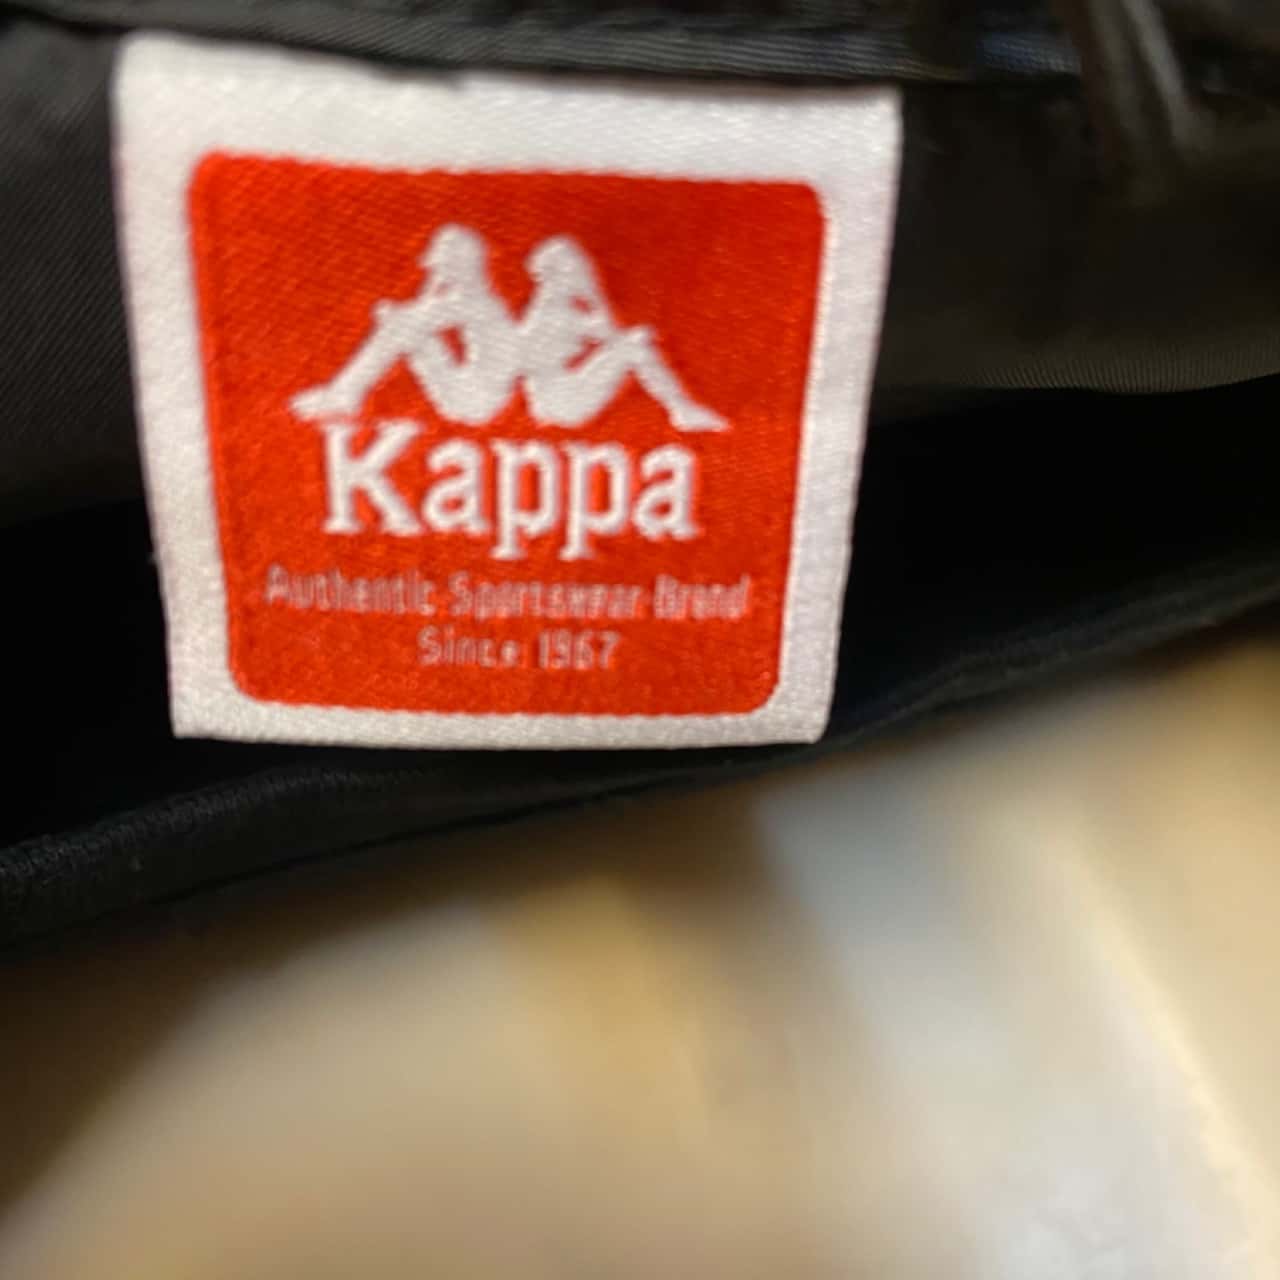 Kappa
Authentic Sportswear Brand
Since 1967